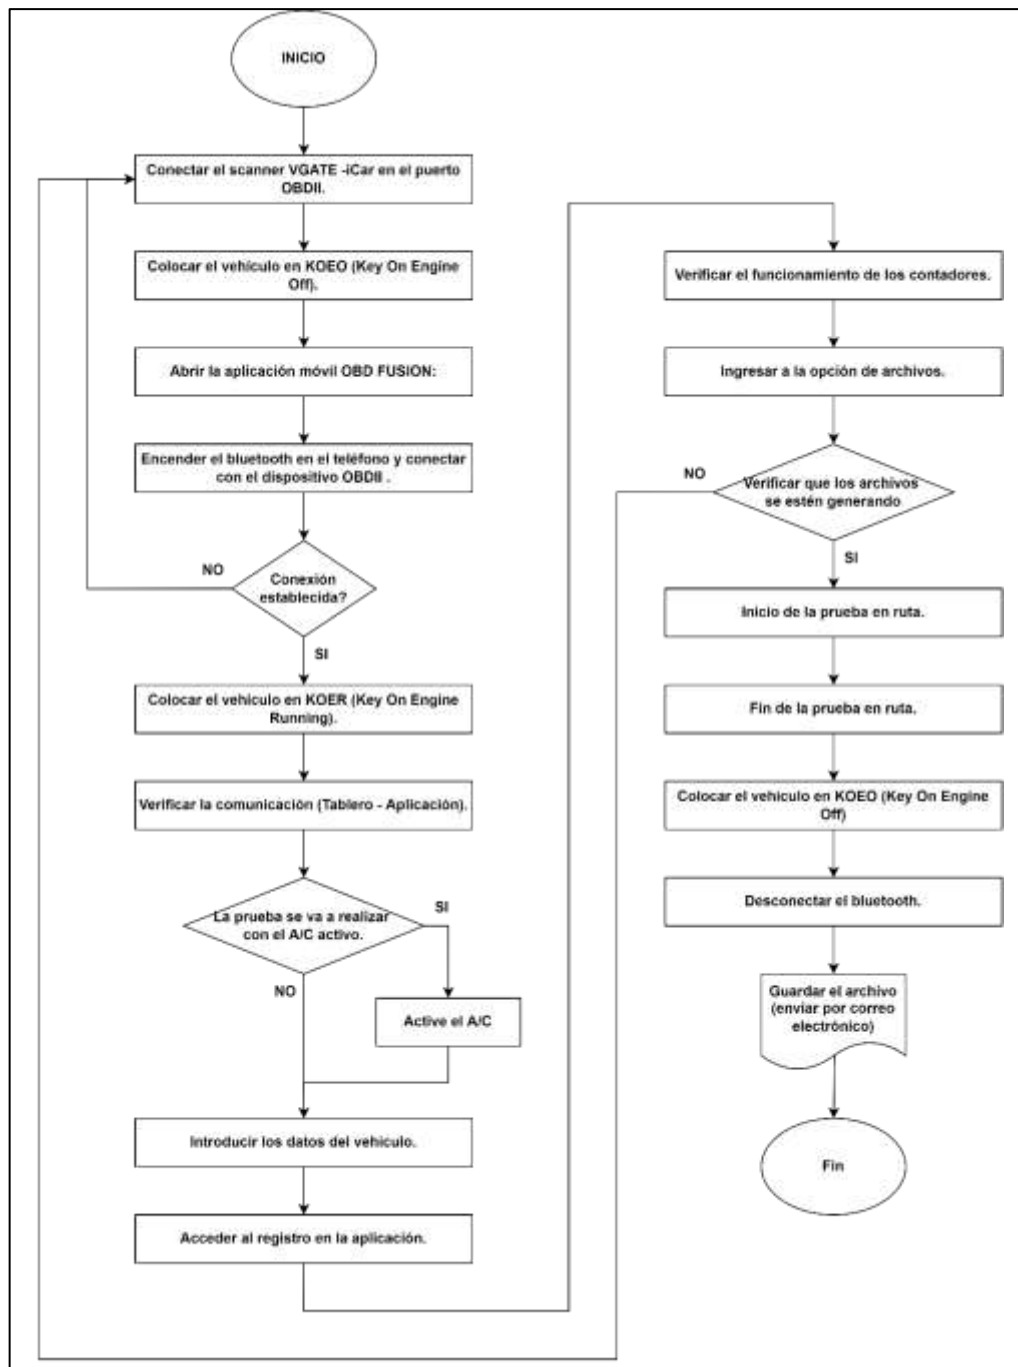 INICIO
Conectar el scanner VGATE -iCar en el puerto
OBDII.
Colocar el vehículo en KOEO (Key On Engine
Off).
Abrir la aplicación móvil OBD FUSION:
Encender el bluetooth en el teléfono y conectar
con el dispositivo OBDII .
NO
Conexión
establecida?
SI
Colocar el vehículo en KOER (Key On Engine
Running).
Verificar la comunicación (Tablero - Aplicación).
La prueba se va a realizar
con el A/C activo.
SI
NO
Active el A/C
Introducir los datos del vehículo.
Acceder al registro en la aplicación.
Verificar el funcionamiento de los contadores.
Ingresar a la opción de archivos.
NO
Verificar que los archivos
se estén generando
SI
Inicio de la prueba en ruta.
Fin de la prueba en ruta.
Colocar el vehículo en KOEO (Key On Engine
Off)
Desconectar el bluetooth.
Guardar el archivo
(enviar por correo
electrónico)
Fin